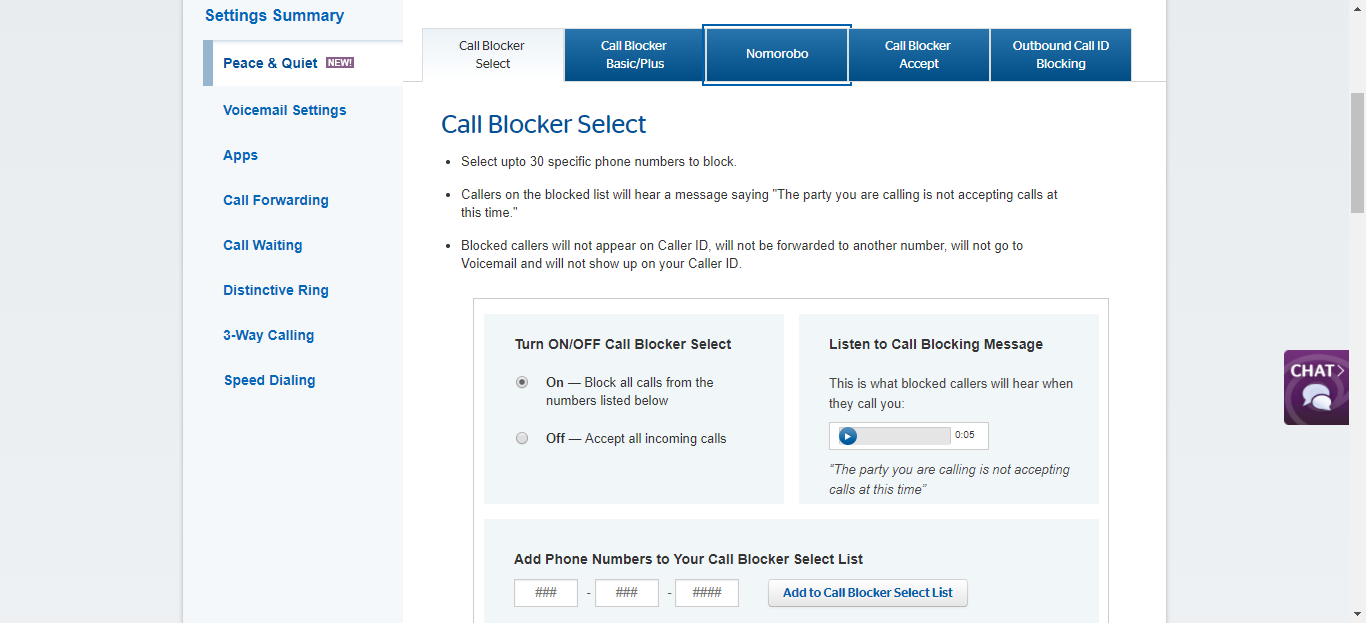 Settings Summary
Peace & Quiet NEW!
Voicemail Settings
Apps
Call Forwarding
Call Waiting
Distinctive Ring
3-Way Calling
Speed Dialing
Call Blocker
Select
Call Blocker
Basic/Plus
Nomorobo
Call Blocker
Accept
Outbound Call ID
Blocking
Call Blocker Select
Select upto 30 specific phone numbers to block.
Callers on the blocked list will hear a message saying "The party you are calling is not accepting calls at
this time."
Blocked callers will not appear on Caller ID, will not be forwarded to another number, will not go to
Voicemail and will not show up on your Caller ID.
Turn ON/OFF Call Blocker Select
On — Block all calls from the
numbers listed below
Off — Accept all incoming calls
Listen to Call Blocking Message
This is what blocked callers will hear when
they call you:
0:05
"The party you are calling is not accepting
calls at this time"
Add Phone Numbers to Your Call Blocker Select List
### - ### - #### Add to Call Blocker Select List
CHAT>